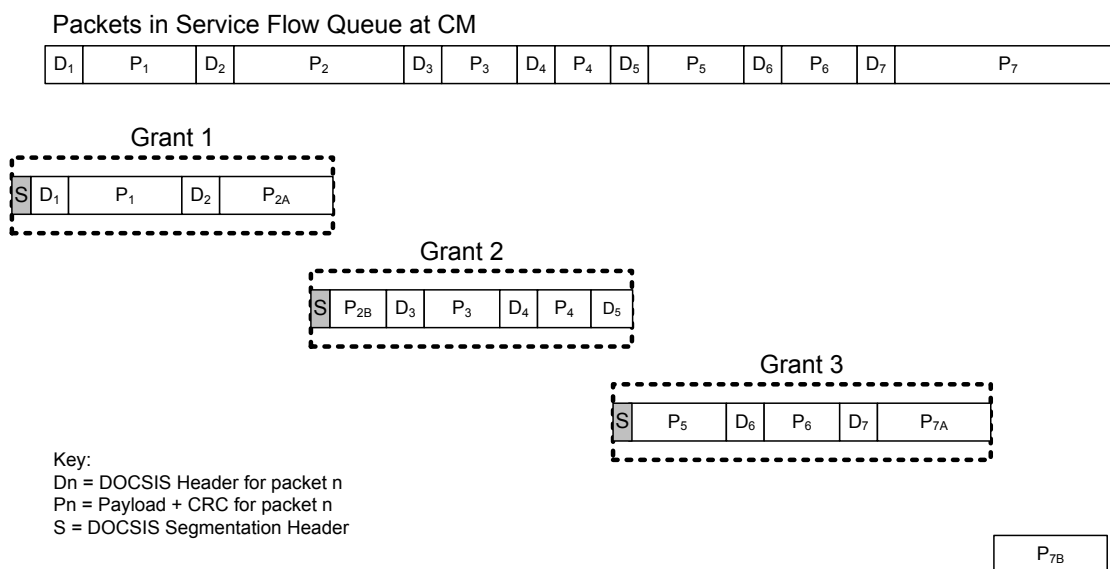 Packets in Service Flow Queue at CM
D₁ P₁ D₂ P₂ D₃ P₃ D₄ P₄ D₅ P₅ D₆ P₆ D₇ P₇
Grant 1
S D₁ P₁ D₂ P₂A
Grant 2
S P₂B D₃ P₃ D₄ P₄ D₅
Grant 3
S P₅ D₆ P₆ D₇ P₇A
Key:
Dn = DOCSIS Header for packet n
Pn = Payload + CRC for packet n
S = DOCSIS Segmentation Header
P₇B